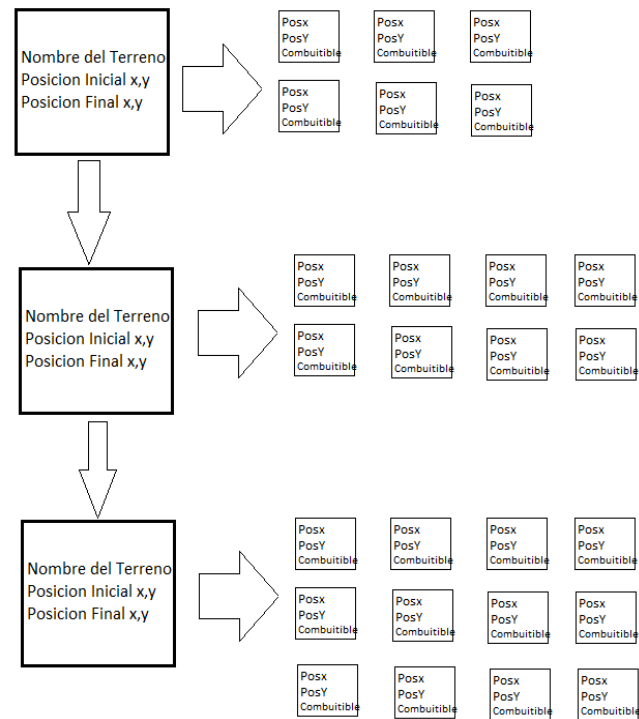 Nombre del Terreno
Posicion Inicial x,y
Posicion Final x,y
Posx
PosY
Combuitible
Posx
PosY
Combuitible
Posx
PosY
Combuitible
Posx
PosY
Combuitible
Posx
PosY
Combuitible
Posx
PosY
Combuitible
Nombre del Terreno
Posicion Inicial x,y
Posicion Final x,y
Posx
PosY
Combuitible
Posx
PosY
Combuitible
Posx
PosY
Combuitible
Posx
PosY
Combuitible
Posx
PosY
Combuitible
Posx
PosY
Combuitible
Posx
PosY
Combuitible
Posx
PosY
Combuitible
Nombre del Terreno
Posicion Inicial x,y
Posicion Final x,y
Posx
PosY
Combuitible
Posx
PosY
Combuitible
Posx
PosY
Combuitible
Posx
PosY
Combuitible
Posx
PosY
Combuitible
Posx
PosY
Combuitible
Posx
PosY
Combuitible
Posx
PosY
Combuitible
Posx
PosY
Combuitible
Posx
PosY
Combuitible
Posx
PosY
Combuitible
Posx
PosY
Combuitible